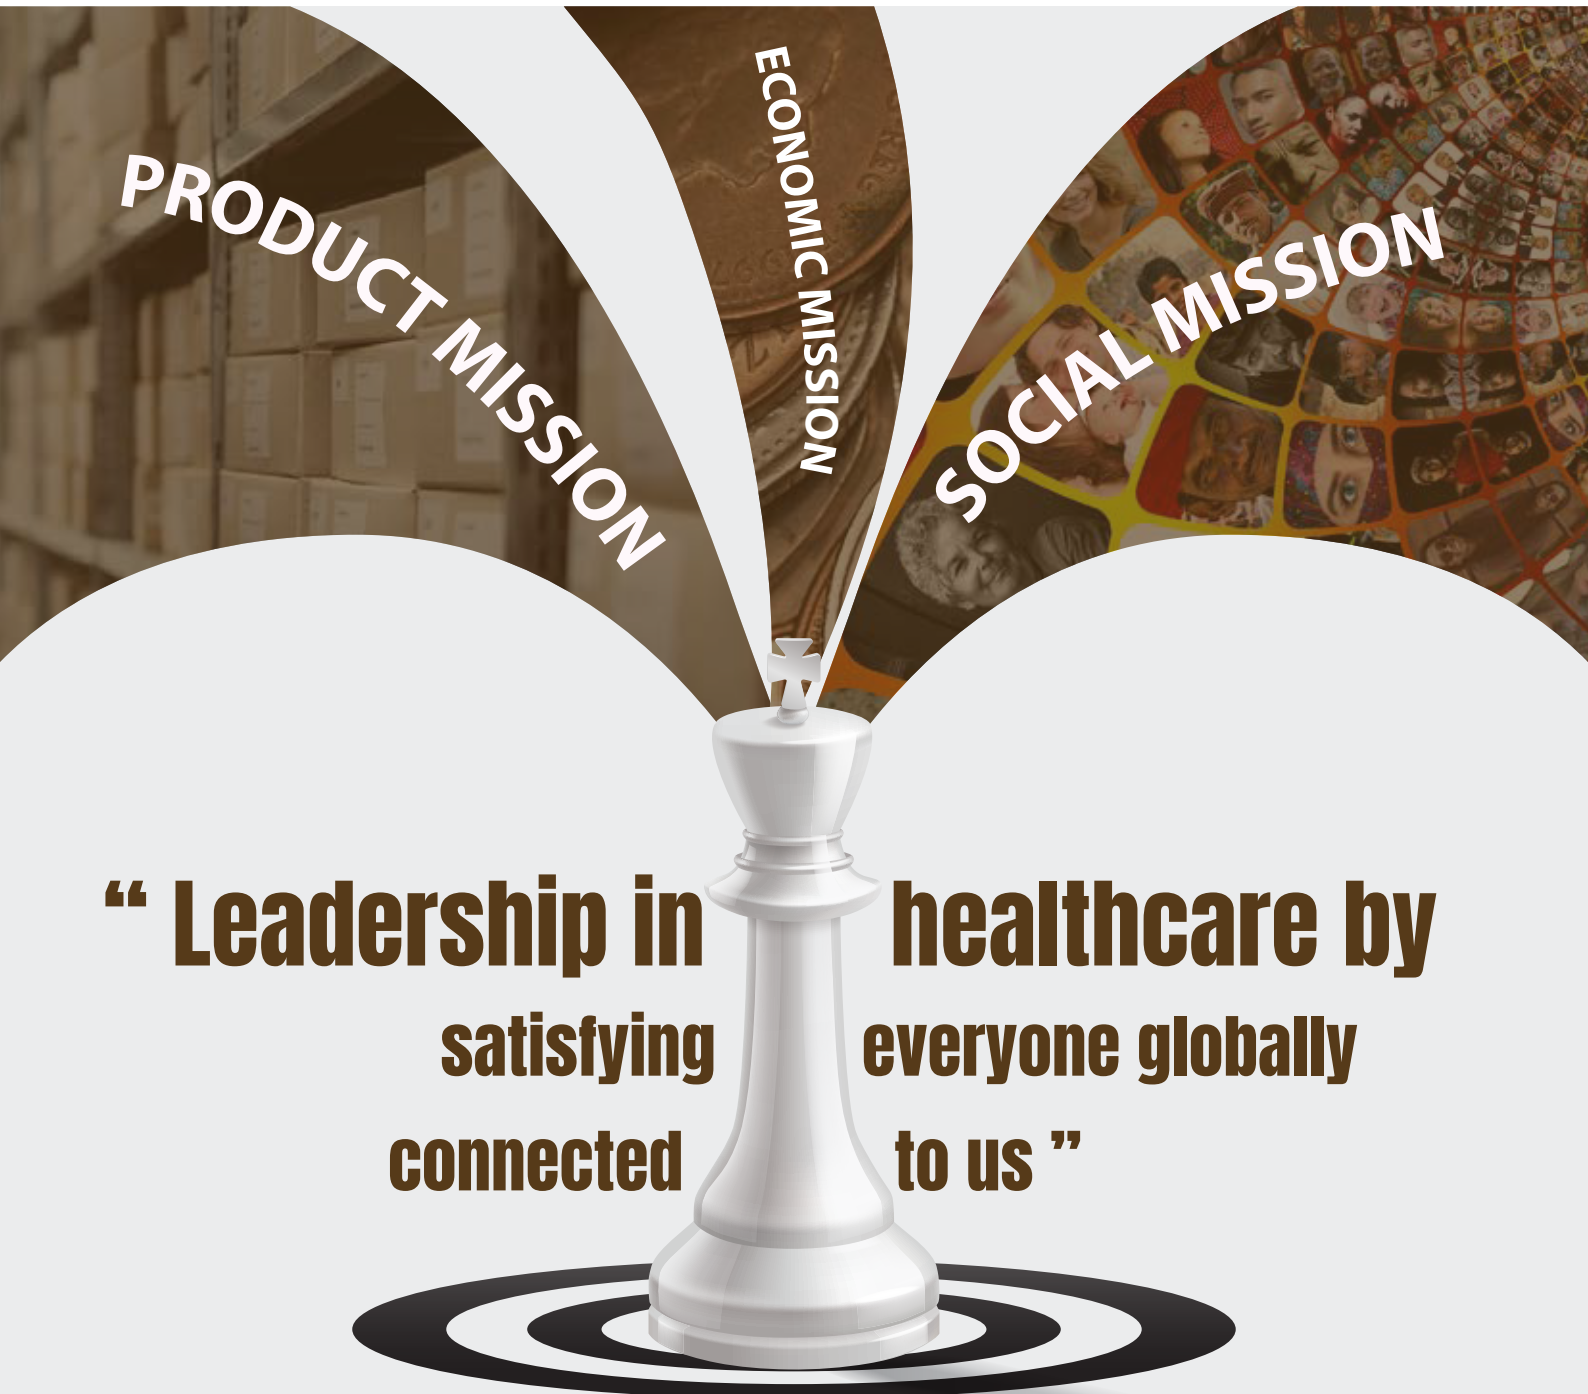 PRODUCT MISSION
ECONOMIC MISSION
SOCIAL MISSION
“ Leadership in healthcare by
satisfying everyone globally
connected to us ”